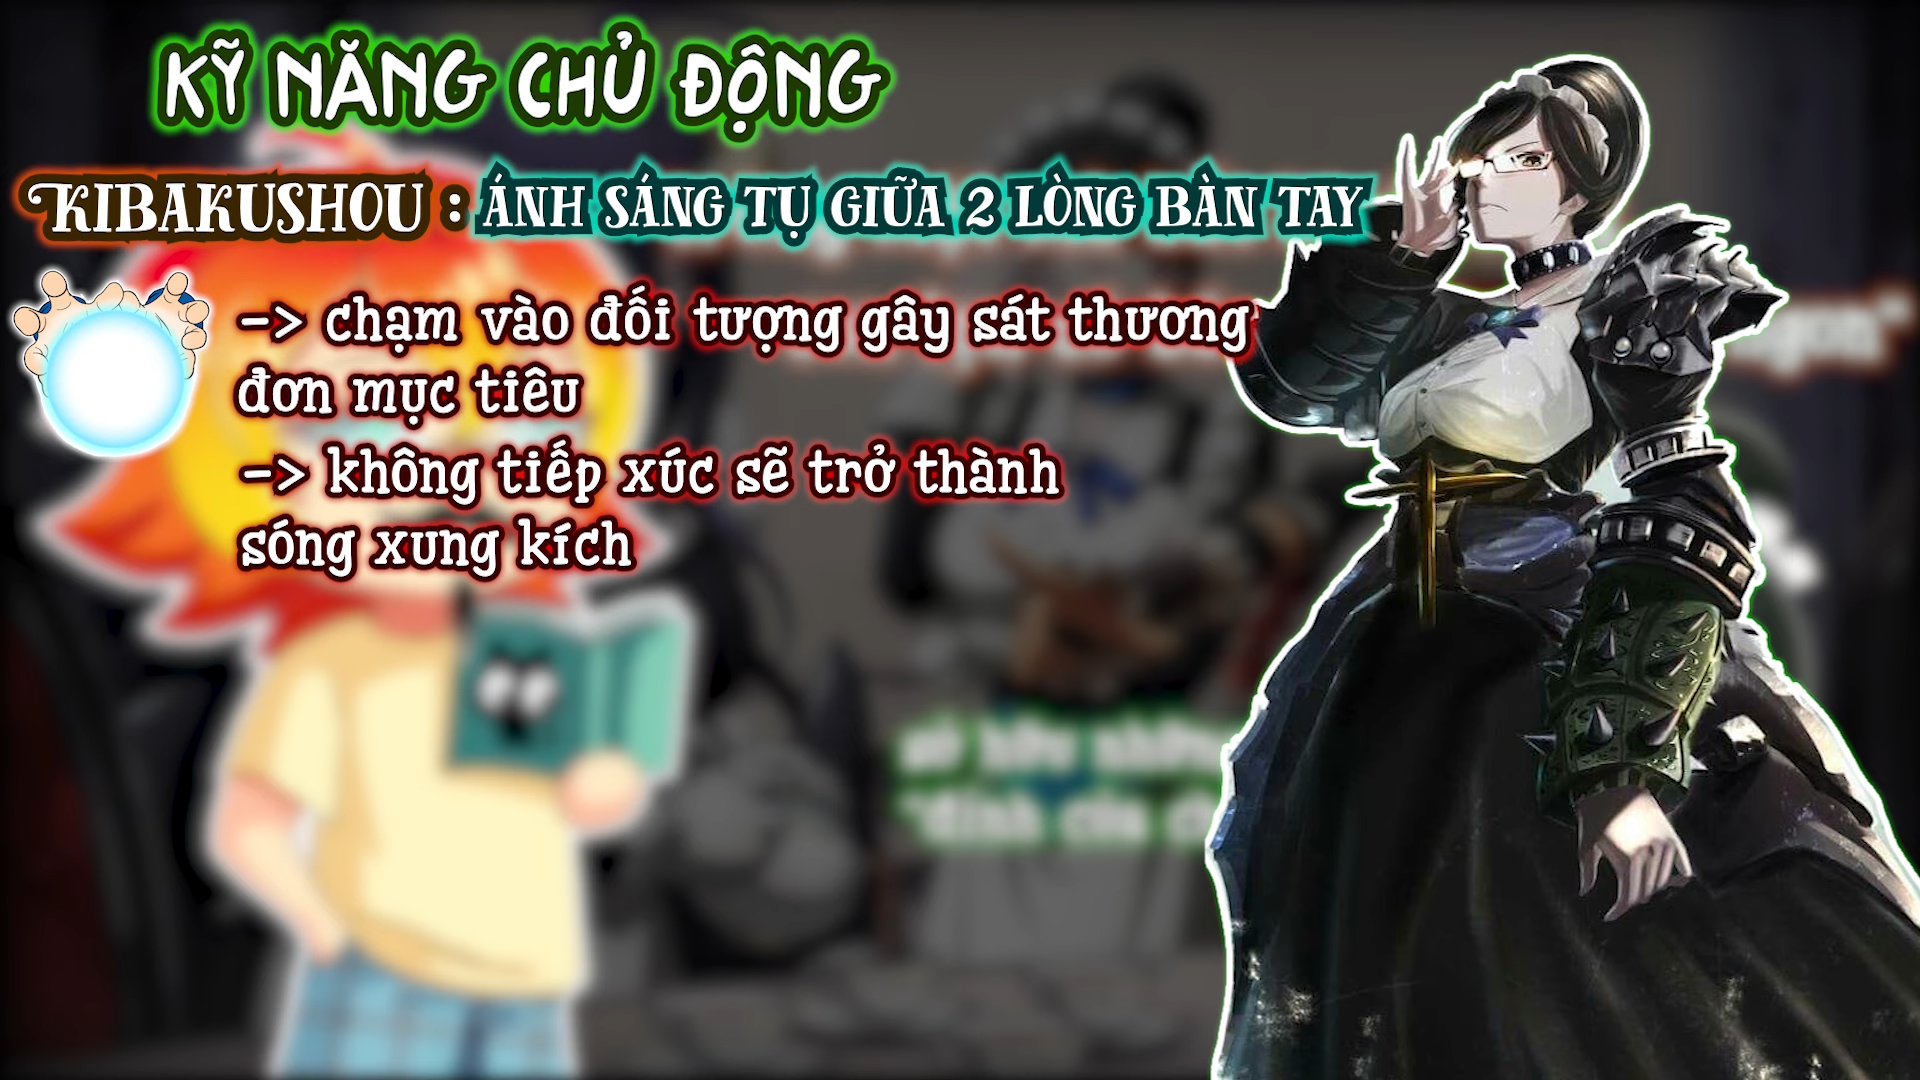 KỸ NĂNG CHỦ ĐỘNG
KIBAKUSHOU : ÁNH SÁNG TỤ GIỮA 2 LÒNG BÀN TAY
-> chạm vào đối tượng gây sát thương
đơn mục tiêu
-> không tiếp xúc sẽ trở thành
sóng xung kích